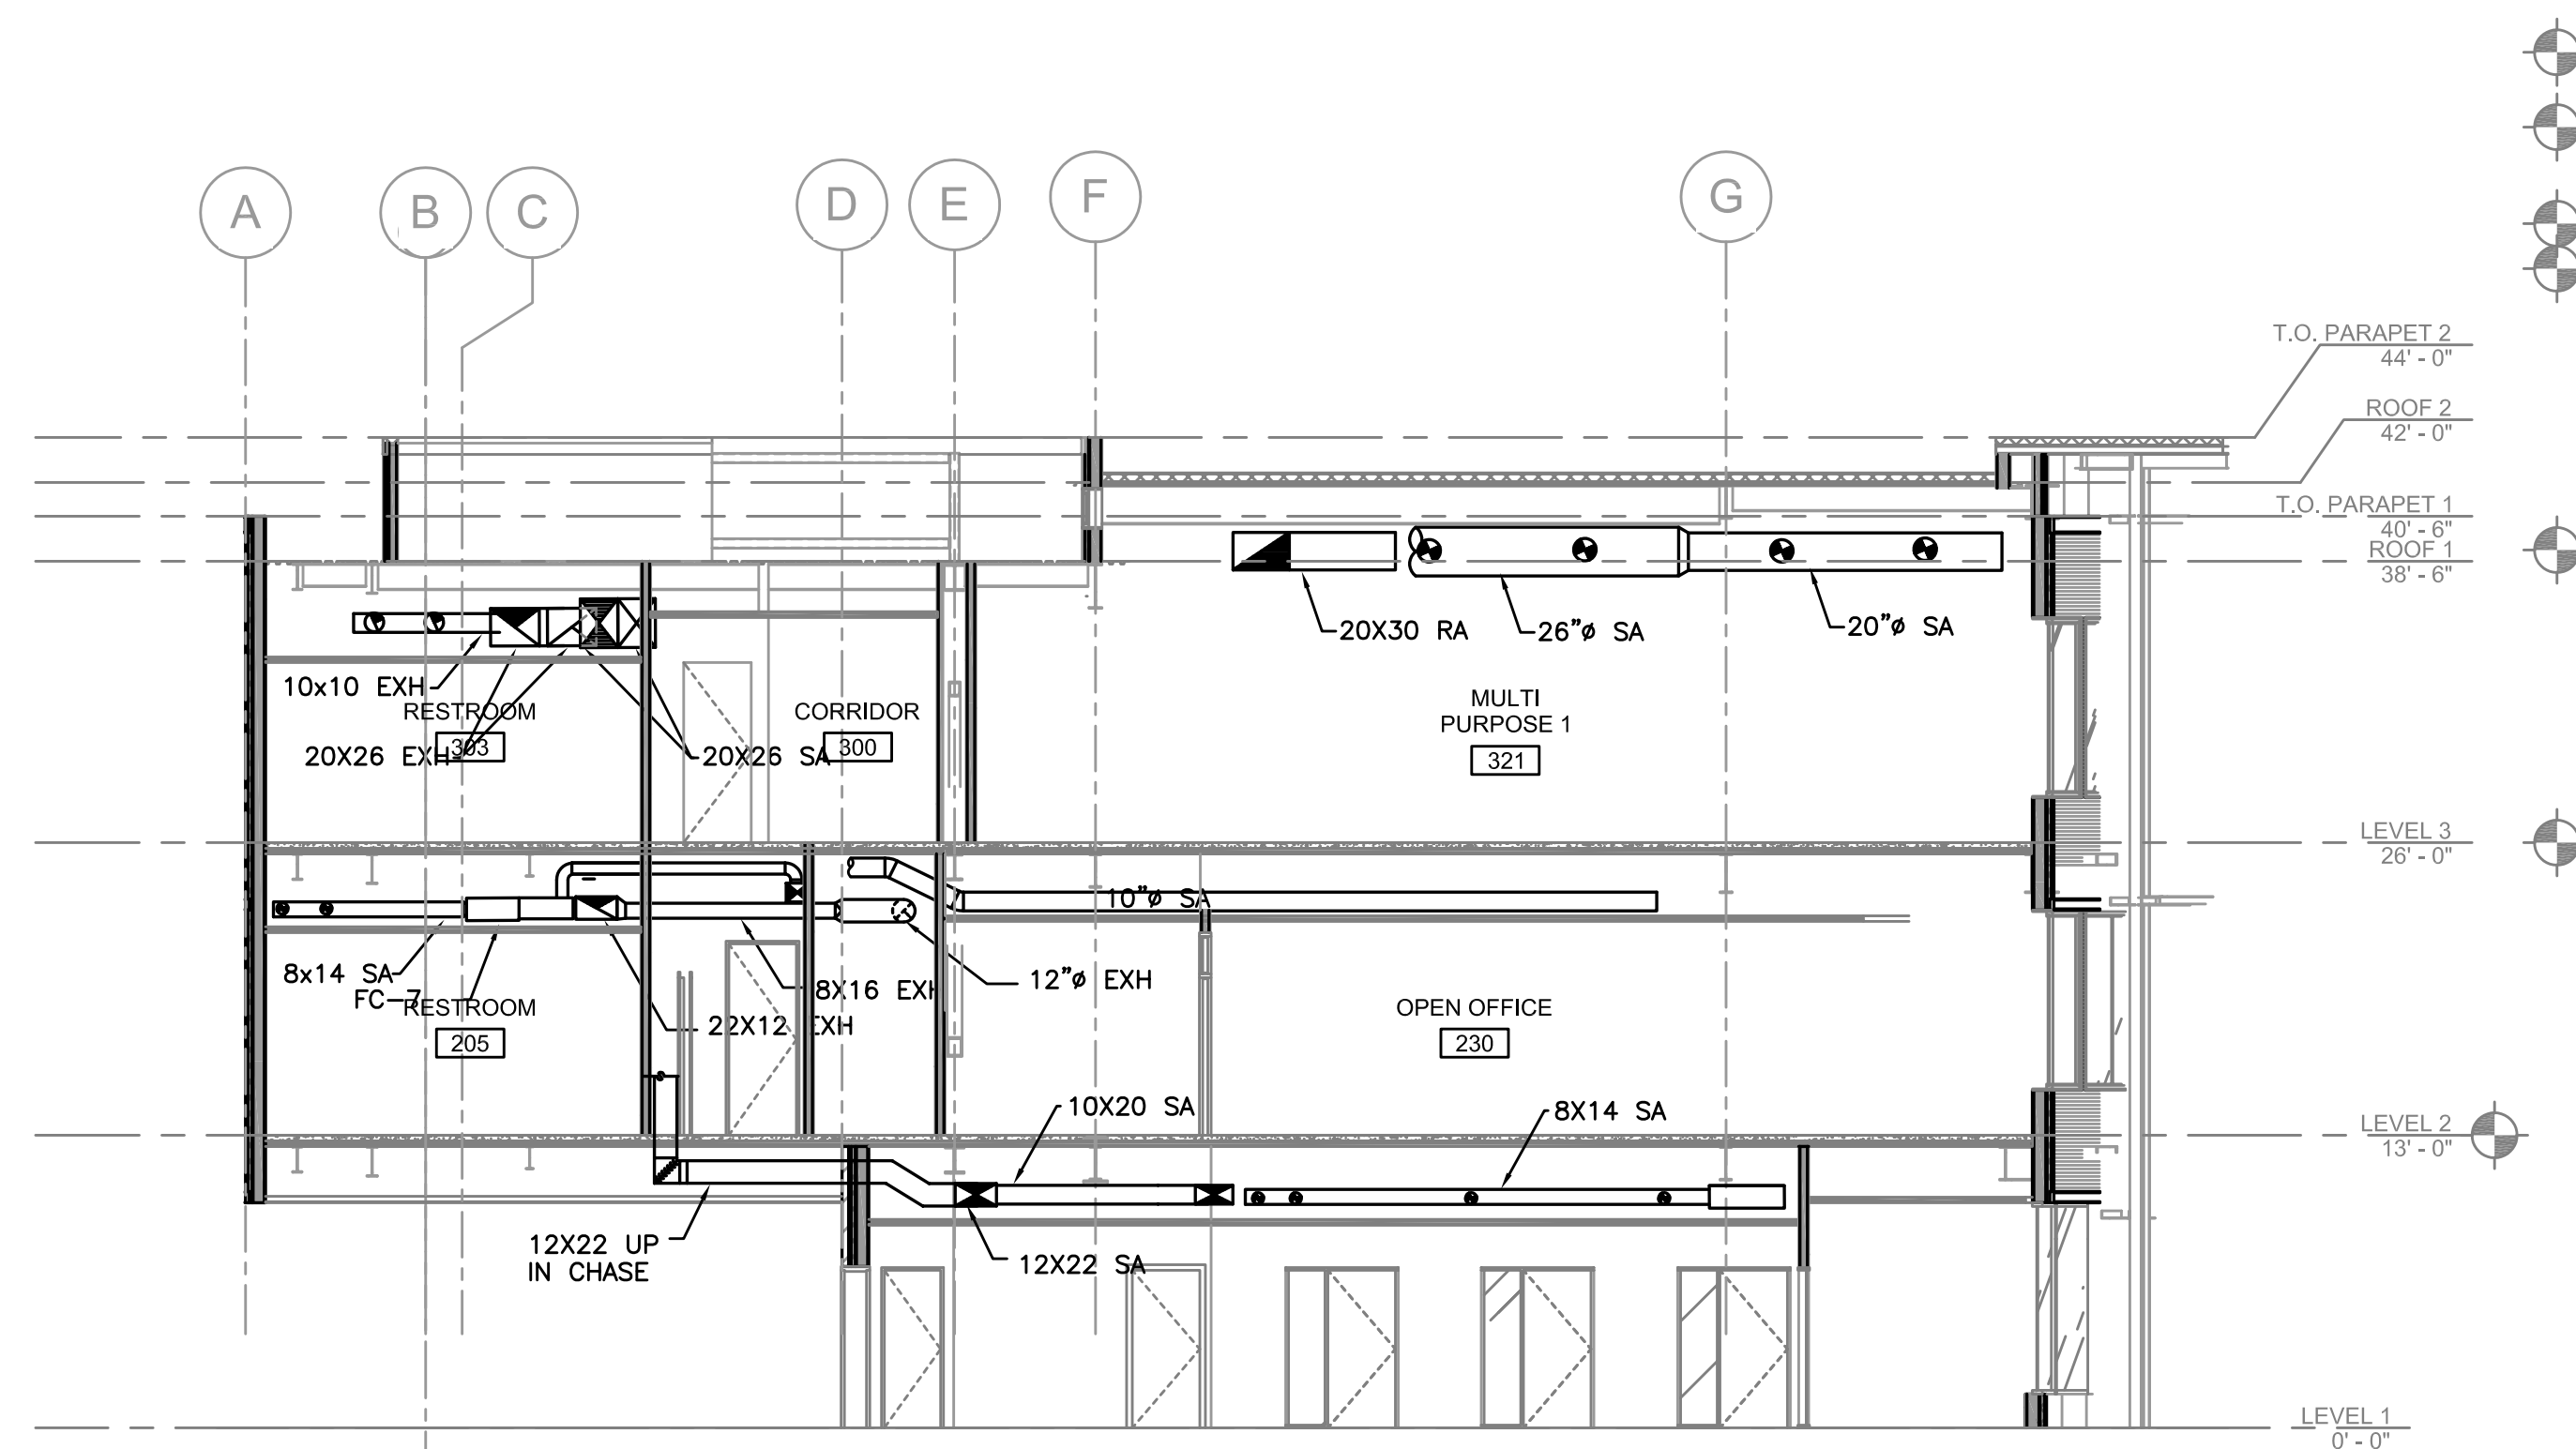 A
B
C
D
E
F
G
T.O. PARAPET 2
44' - 0"
ROOF 2
42' - 0"
T.O. PARAPET 1
40' - 6"
ROOF 1
38' - 6"
20X30 RA
26"ø SA
20"ø SA
10x10 EXH
RESTROOM
303
20X26 EXH
20X26 SA
CORRIDOR
300
MULTI
PURPOSE 1
321
LEVEL 3
26' - 0"
10"ø SA
8x14 SA
FC-7
RESTROOM
205
8X16 EXH
22X12 EXH
12"ø EXH
OPEN OFFICE
230
10X20 SA
8X14 SA
LEVEL 2
13' - 0"
12X22 UP
IN CHASE
12X22 SA
LEVEL 1
0' - 0"